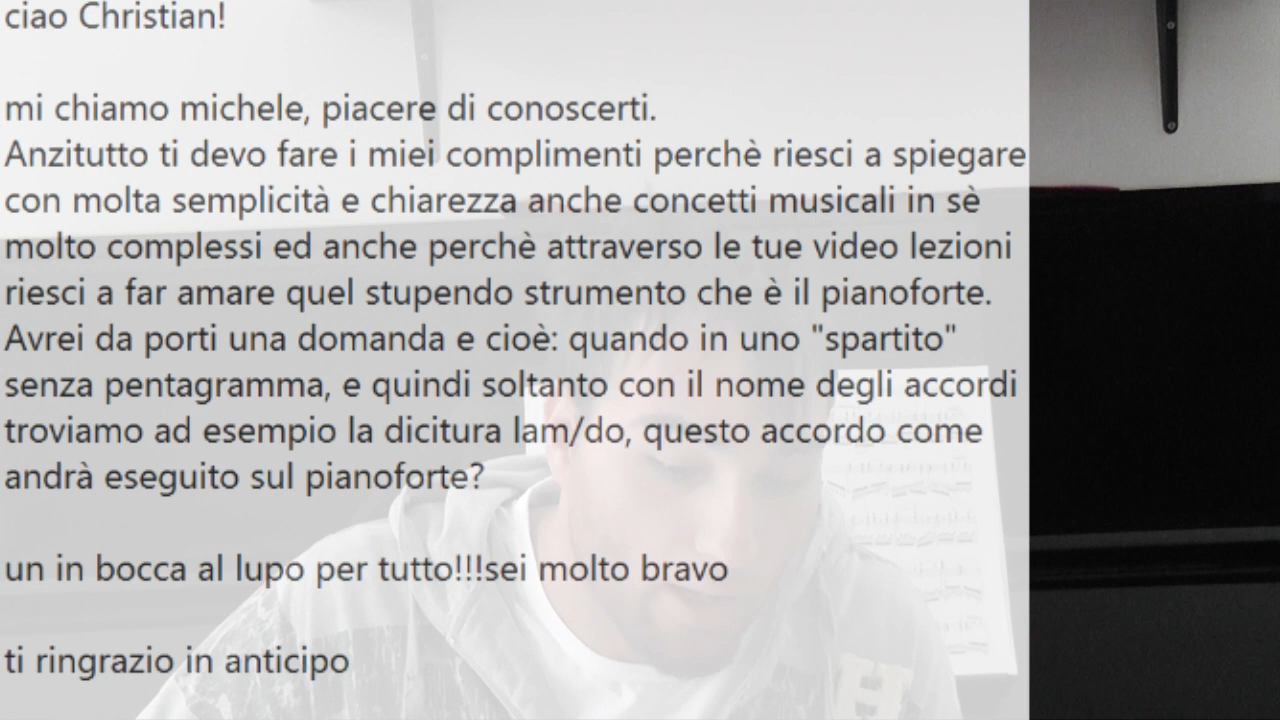 ciao Christian!
mi chiamo michele, piacere di conoscerti.
Anzitutto ti devo fare i miei complimenti perchè riesci a spiegare
con molta semplicità e chiarezza anche concetti musicali in sè
molto complessi ed anche perchè attraverso le tue video lezioni
riesci a far amare quel stupendo strumento che è il pianoforte.
Avrei da porti una domanda e cioè: quando in uno "spartito"
senza pentagramma, e quindi soltanto con il nome degli accordi
troviamo ad esempio la dicitura lam/do, questo accordo come
andrà eseguito sul pianoforte?
un in bocca al lupo per tutto!!!sei molto bravo
ti ringrazio in anticipo